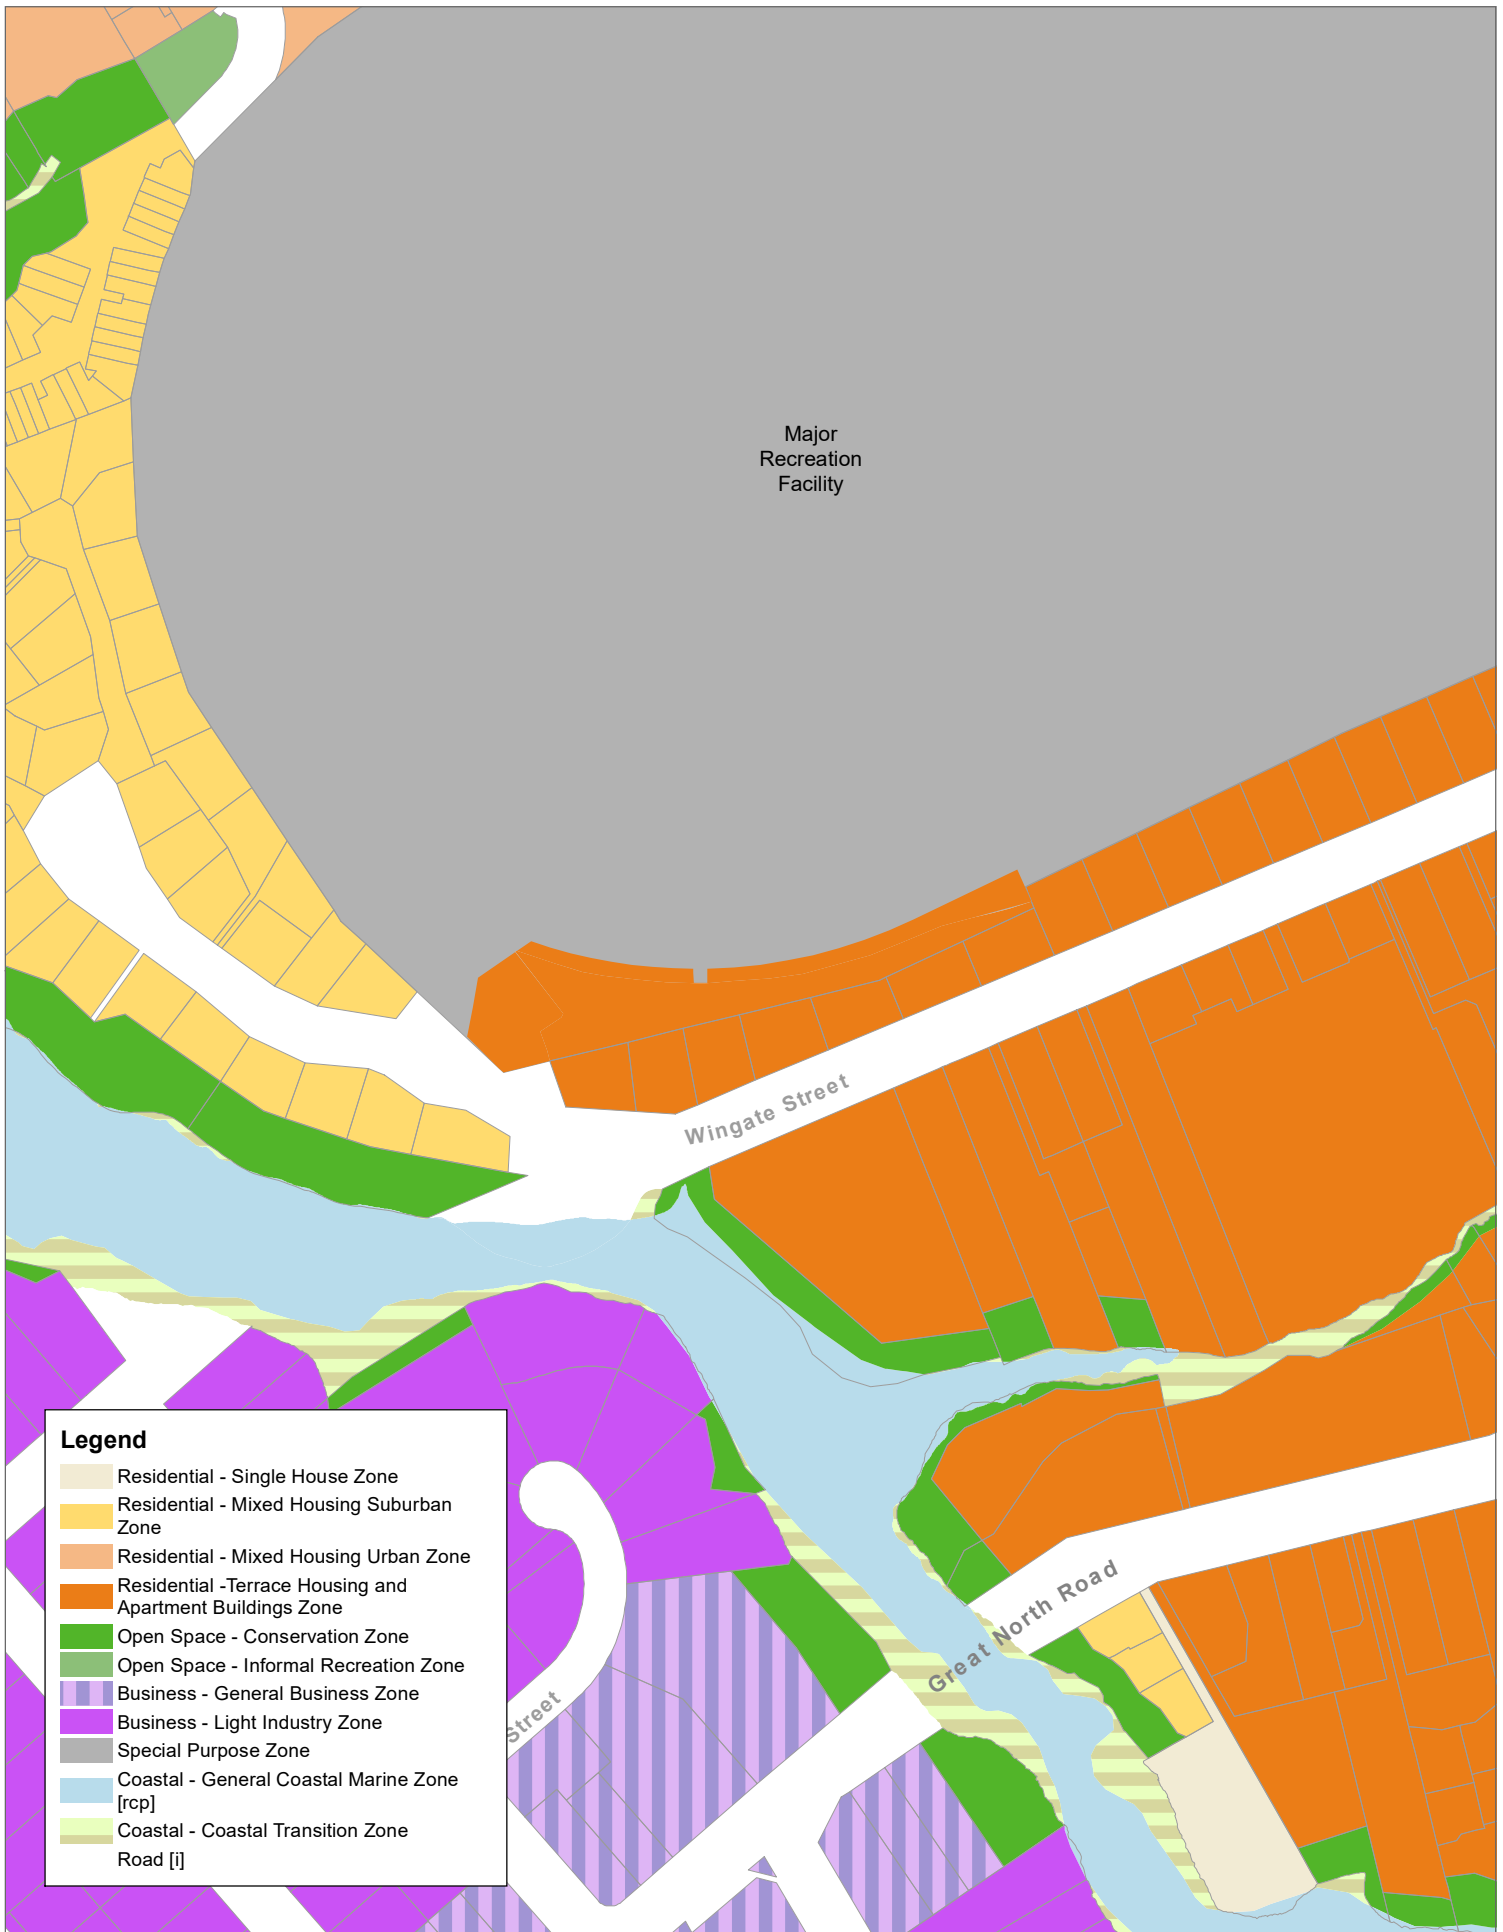 Major
Recreation
Facility
Wingate Street
Great North Road
Street
Legend
Residential - Single House Zone
Residential - Mixed Housing Suburban
Zone
Residential - Mixed Housing Urban Zone
Residential -Terrace Housing and
Apartment Buildings Zone
Open Space - Conservation Zone
Open Space - Informal Recreation Zone
Business - General Business Zone
Business - Light Industry Zone
Special Purpose Zone
Coastal - General Coastal Marine Zone
[rcp]
Coastal - Coastal Transition Zone
Road [i]